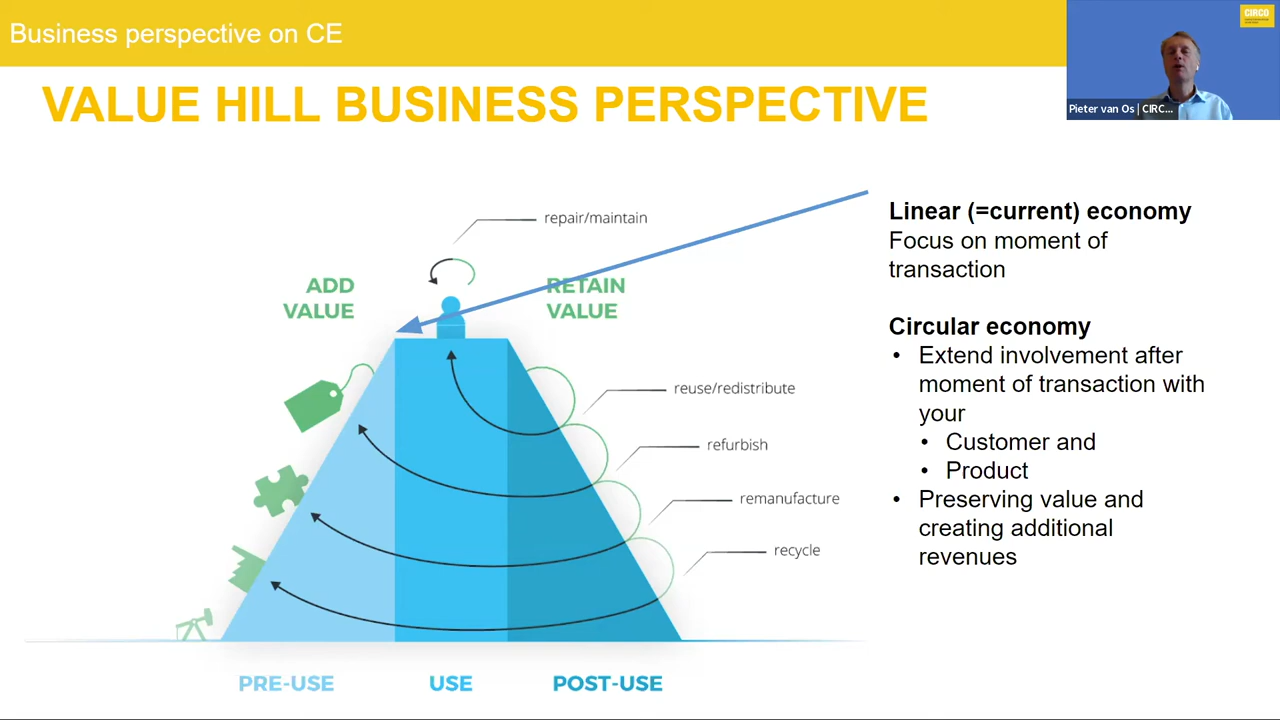 Business perspective on CE
CIRCO
Pieter van Os | CIRC...
VALUE HILL BUSINESS PERSPECTIVE
repair/maintain
ADD
VALUE
RETAIN
VALUE
reuse/redistribute
refurbish
remanufacture
recycle
PRE-USE
USE
POST-USE
Linear (=current) economy
Focus on moment of
transaction
Circular economy
• Extend involvement after
moment of transaction with
your
• Customer and
• Product
• Preserving value and
creating additional
revenues